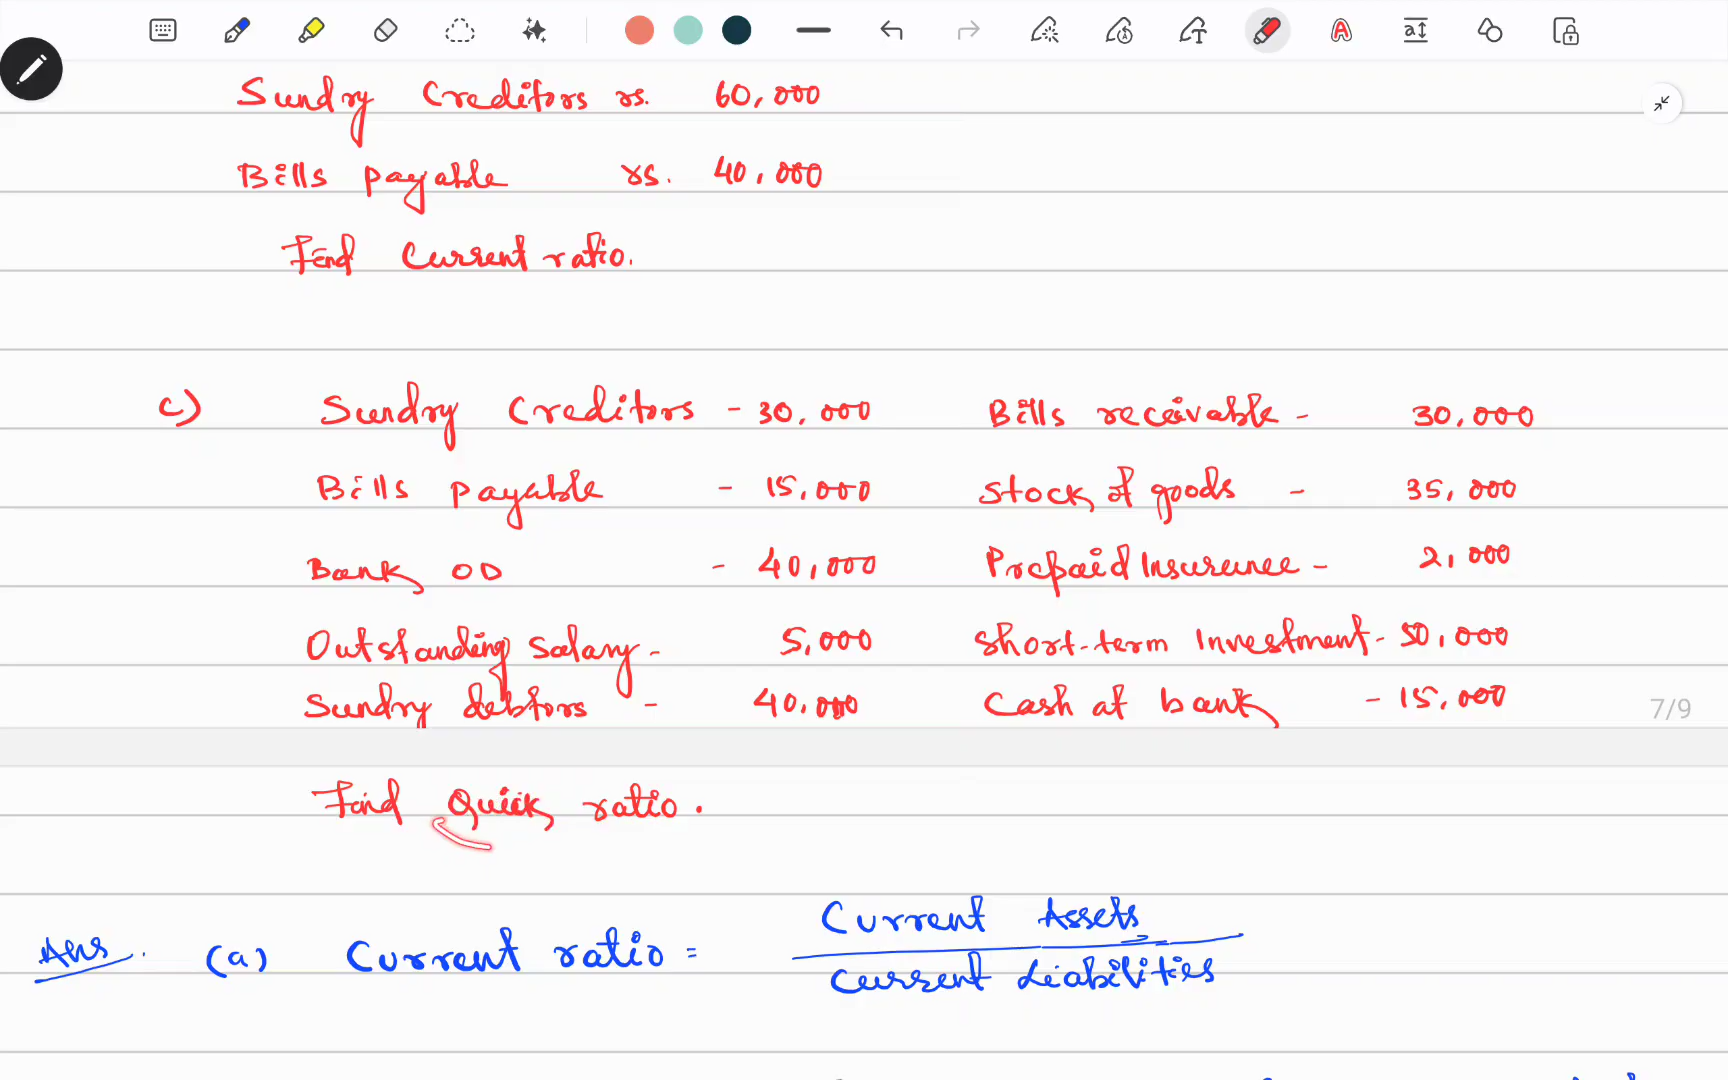 Sundry Creditors rs. 60,000
Bills payable rs. 40,000
Find Current ratio.
c) Sundry Creditors - 30,000 Bills receivable - 30,000
Bills payable - 15,000 Stock of goods - 35,000
Bank OD - 40,000 Prepaid Insurence - 2,000
Outstanding Salary - 5,000 Short-term Investment - 50,000
Sundry debtors - 40,000 Cash at bank - 15,000
7/9
Find Quick ratio.
Ans. (a) Current ratio = Current Assets
Current Liabilities